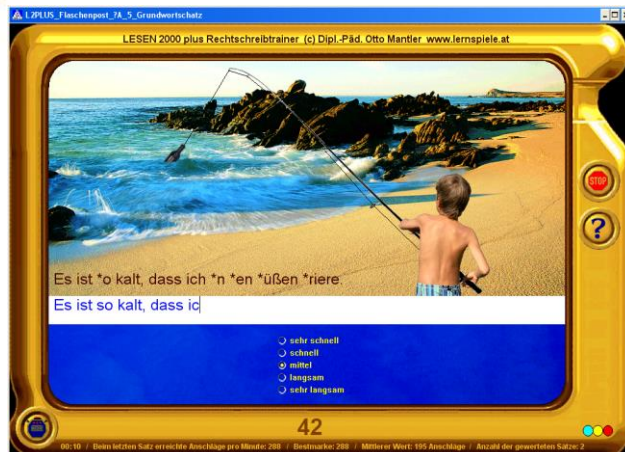 L2PLUS_Flaschenpost_?A_5_Grundwortschatz
LESEN 2000 plus Rechtschreibtrainer (c) Dipl.-Päd. Otto Mantler www.lernspiele.at
STOP
?
Es ist *o kalt, dass ich *n *en *üßen *riere.
Es ist so kalt, dass ic
sehr schnell
schnell
mittel
langsam
sehr langsam
42
00:10 / Beim letzten Satz erreichte Anschläge pro Minute: 208 / Bestmarke: 208 / Mittlerer Wert: 195 Anschläge / Anzahl der gewerteten Sätze: 2